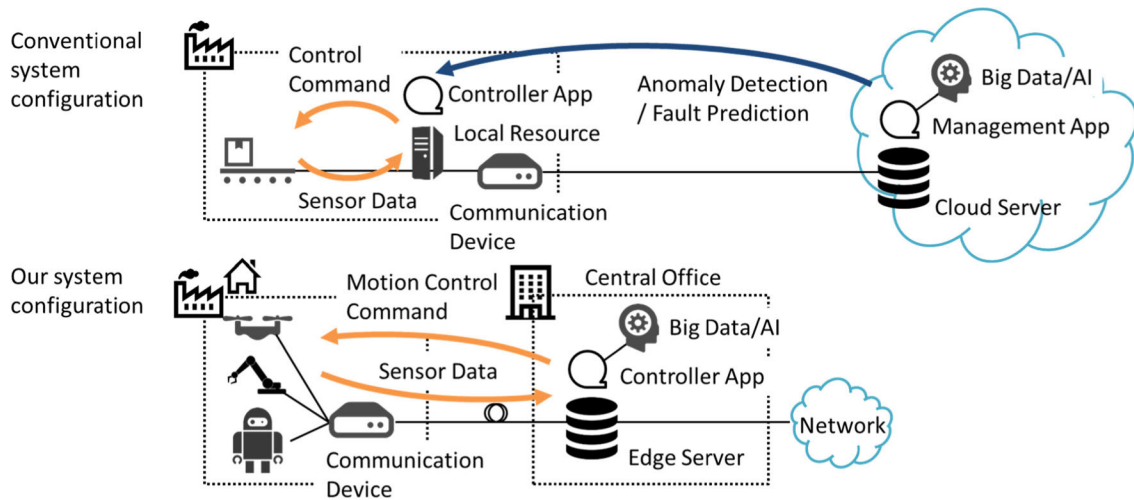 Conventional
system
configuration
Control
Command
Controller App
Local Resource
Sensor Data
Communication
Device
Anomaly Detection
/ Fault Prediction
Big Data/AI
Management App
Cloud Server
Our system
configuration
Motion Control
Command
Sensor Data
Communication
Device
Central Office
Big Data/AI
Controller App
Edge Server
Network